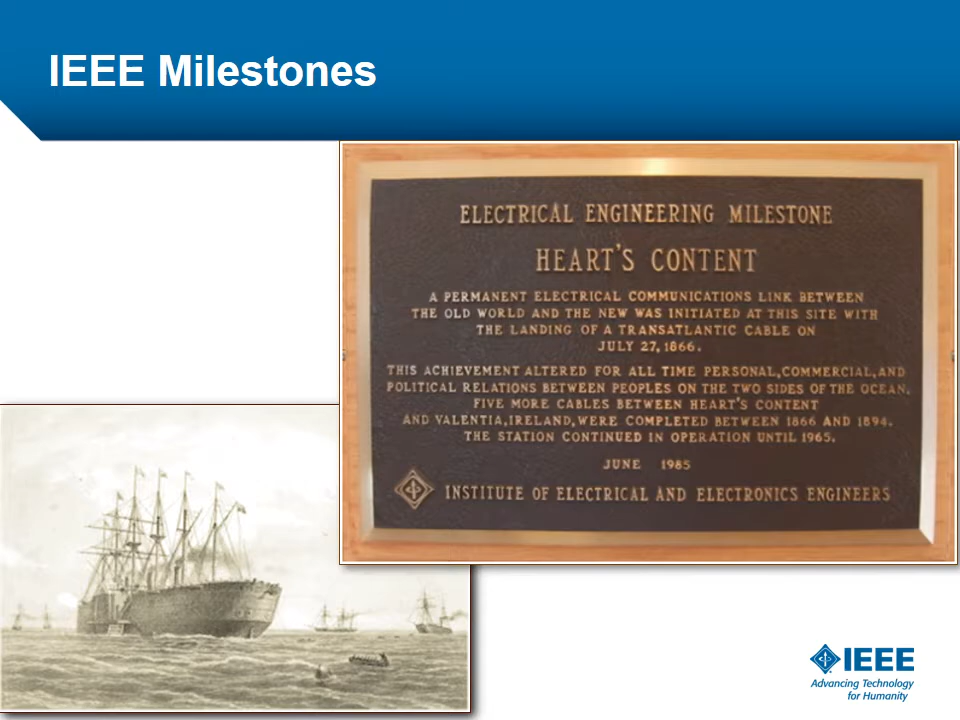 IEEE Milestones
ELECTRICAL ENGINEERING MILESTONE
HEART'S CONTENT
A PERMANENT ELECTRICAL COMMUNICATIONS LINK BETWEEN
THE OLD WORLD AND THE NEW WAS INITIATED AT THIS SITE WITH
THE LANDING OF A TRANSATLANTIC CABLE ON
JULY 27, 1866.
THIS ACHIEVEMENT ALTERED FOR ALL TIME PERSONAL, COMMERCIAL, AND
POLITICAL RELATIONS BETWEEN PEOPLES ON THE TWO SIDES OF THE OCEAN.
FIVE MORE CABLES BETWEEN HEART'S CONTENT
AND VALENTIA, IRELAND, WERE COMPLETED BETWEEN 1866 AND 1894.
THE STATION CONTINUED IN OPERATION UNTIL 1965.
JUNE 1985
INSTITUTE OF ELECTRICAL AND ELECTRONICS ENGINEERS
IEEE
Advancing Technology
for Humanity